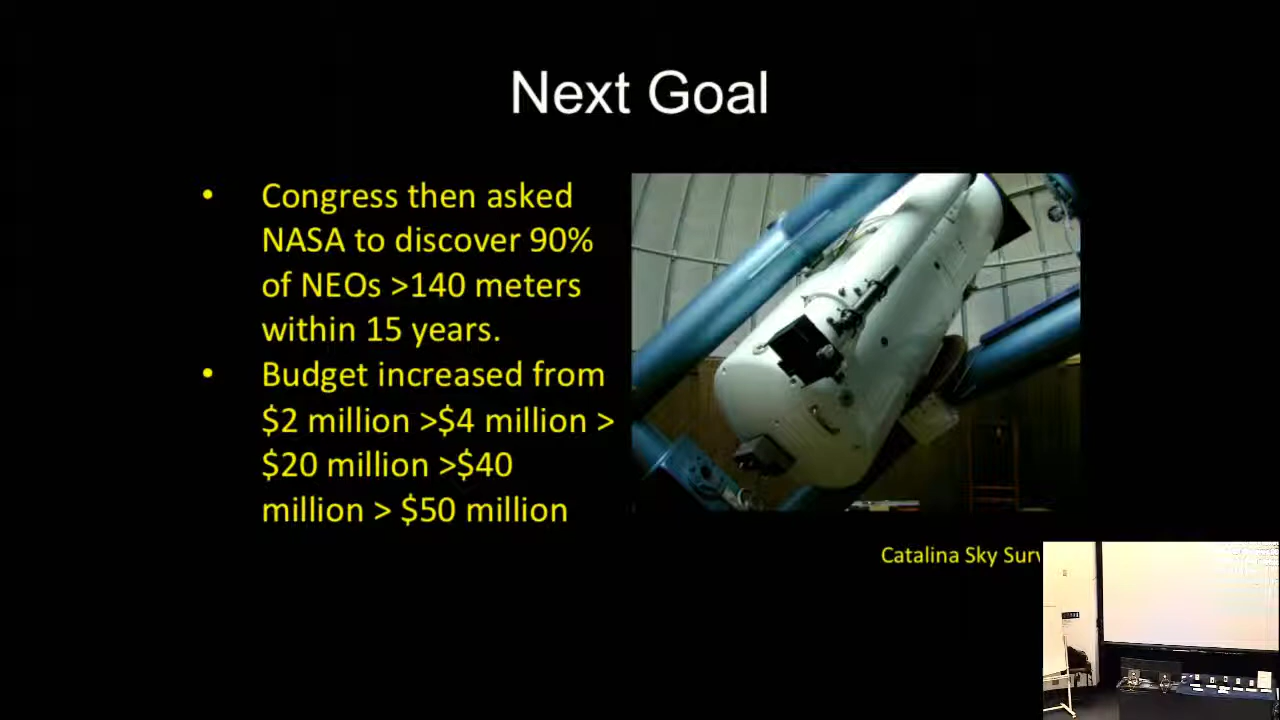 Next Goal
• Congress then asked
NASA to discover 90%
of NEOs >140 meters
within 15 years.
• Budget increased from
$2 million >$4 million >
$20 million >$40
million > $50 million
Catalina Sky